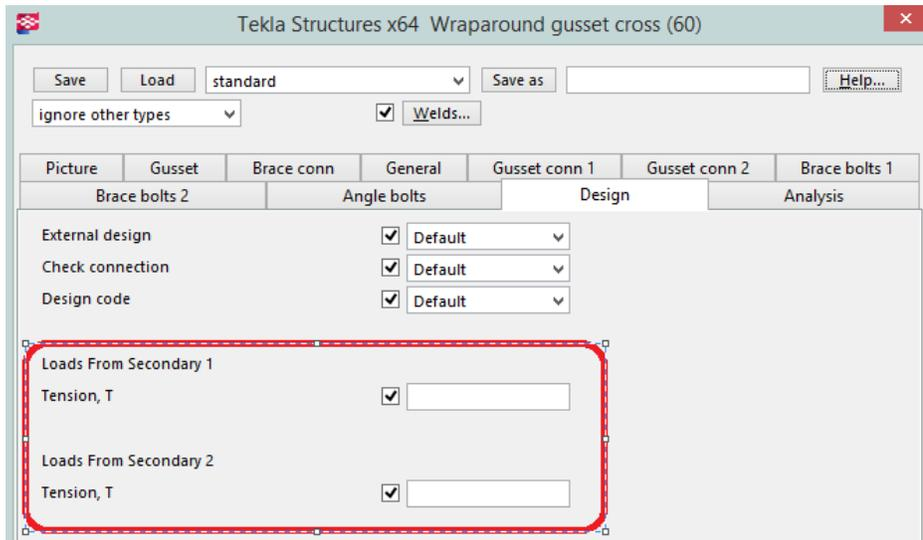 Tekla Structures x64 Wraparound gusset cross (60)
Save Load standard Save as Help...
ignore other types Welds...
Picture Gusset Brace conn General Gusset conn 1 Gusset conn 2 Brace bolts 1
Brace bolts 2 Angle bolts Design Analysis
External design Default
Check connection Default
Design code Default
Loads From Secondary 1
Tension, T
Loads From Secondary 2
Tension, T